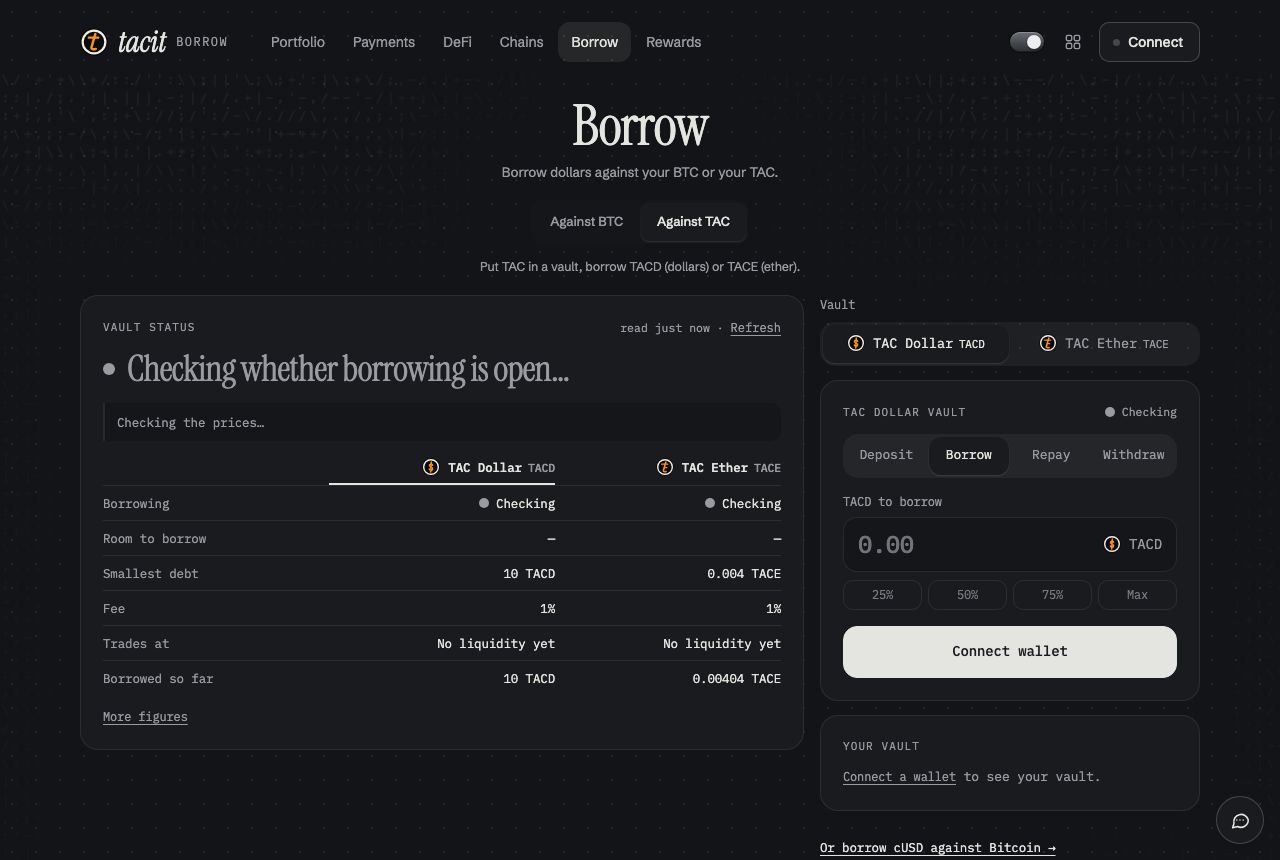 tacit BORROW Portfolio Payments DeFi Chains Borrow Rewards Connect
Borrow
Borrow dollars against your BTC or your TAC.
Against BTC Against TAC
Put TAC in a vault, borrow TACD (dollars) or TACE (ether).
VAULT STATUS read just now · Refresh
Checking whether borrowing is open…
Checking the prices…
TAC Dollar TACD TAC Ether TACE
Borrowing Checking Checking
Room to borrow — —
Smallest debt 10 TACD 0.004 TACE
Fee 1% 1%
Trades at No liquidity yet No liquidity yet
Borrowed so far 10 TACD 0.00404 TACE
More figures
Vault
TAC Dollar TACD TAC Ether TACE
TAC DOLLAR VAULT Checking
Deposit Borrow Repay Withdraw
TACD to borrow
0.00 TACD
25% 50% 75% Max
Connect wallet
YOUR VAULT
Connect a wallet to see your vault.
Or borrow cUSD against Bitcoin →